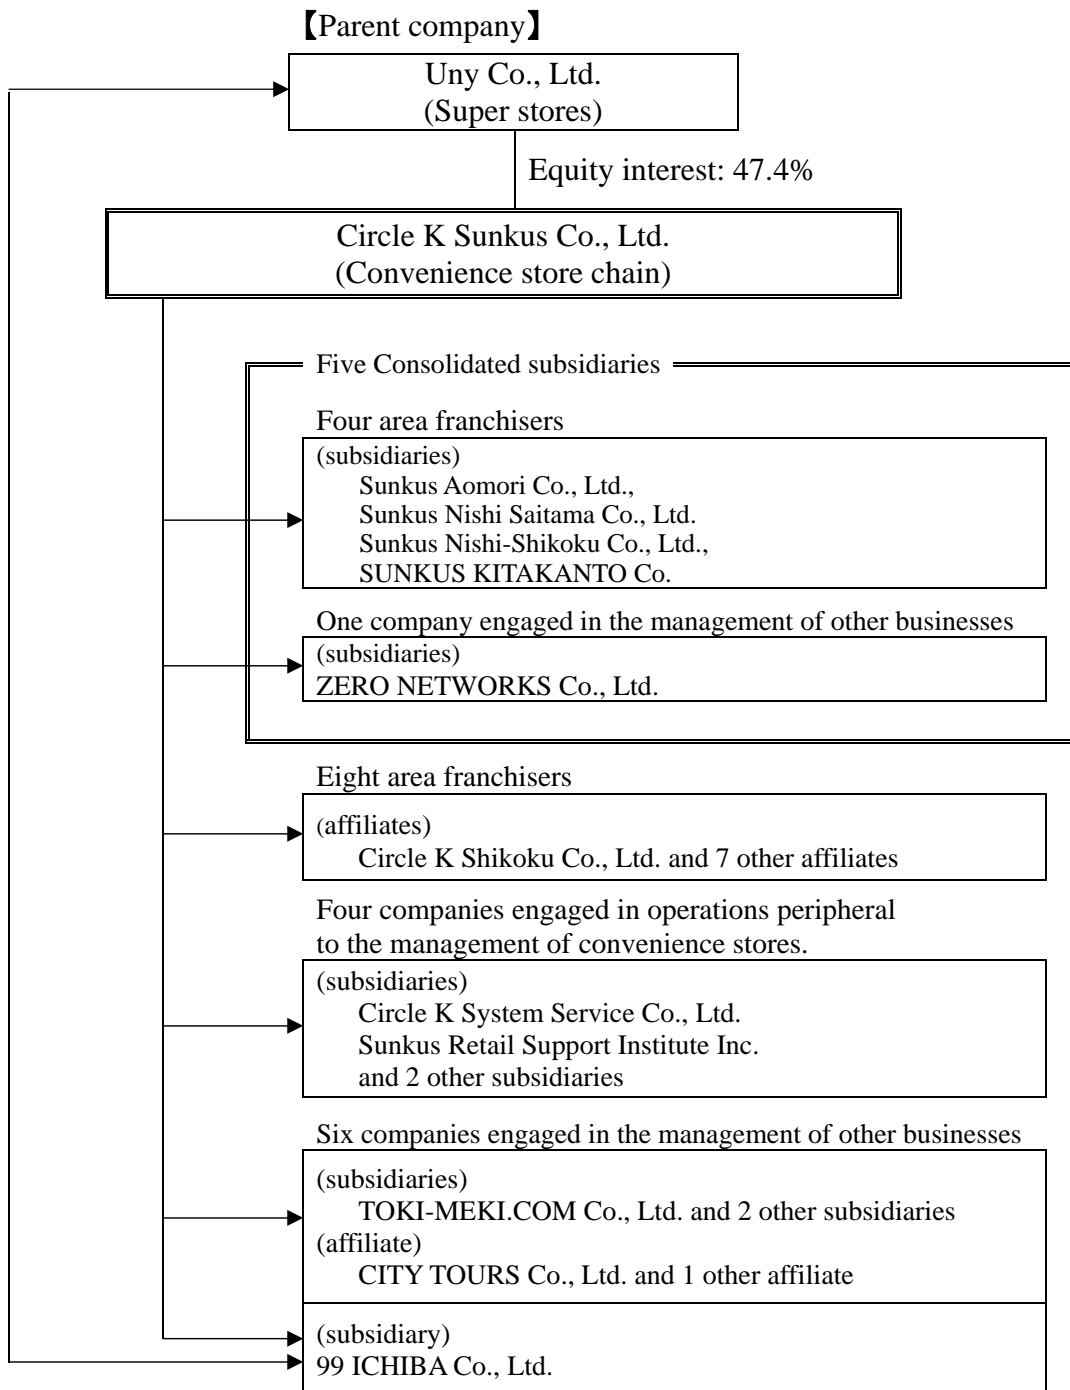 【Parent company】
Uny Co., Ltd.
(Super stores)
Equity interest: 47.4%
Circle K Sunkus Co., Ltd.
(Convenience store chain)
Five Consolidated subsidiaries
Four area franchisers
(subsidiaries)
Sunkus Aomori Co., Ltd.,
Sunkus Nishi Saitama Co., Ltd.
Sunkus Nishi-Shikoku Co., Ltd.,
SUNKUS KITAKANTO Co.
One company engaged in the management of other businesses
(subsidiaries)
ZERO NETWORKS Co., Ltd.
Eight area franchisers
(affiliates)
Circle K Shikoku Co., Ltd. and 7 other affiliates
Four companies engaged in operations peripheral
to the management of convenience stores.
(subsidiaries)
Circle K System Service Co., Ltd.
Sunkus Retail Support Institute Inc.
and 2 other subsidiaries
Six companies engaged in the management of other businesses
(subsidiaries)
TOKI-MEKI.COM Co., Ltd. and 2 other subsidiaries
(affiliate)
CITY TOURS Co., Ltd. and 1 other affiliate
(subsidiary)
99 ICHIBA Co., Ltd.